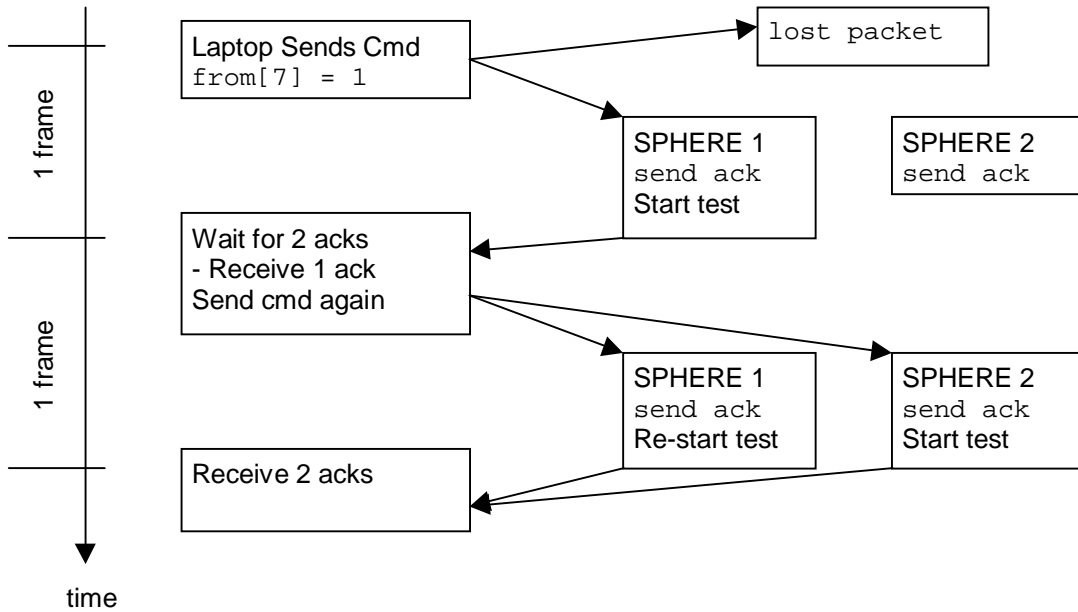 Laptop Sends Cmd
from[7] = 1
lost packet
1 frame
SPHERE 1
send ack
Start test
SPHERE 2
send ack
Wait for 2 acks
- Receive 1 ack
Send cmd again
1 frame
SPHERE 1
send ack
Re-start test
SPHERE 2
send ack
Start test
Receive 2 acks
time